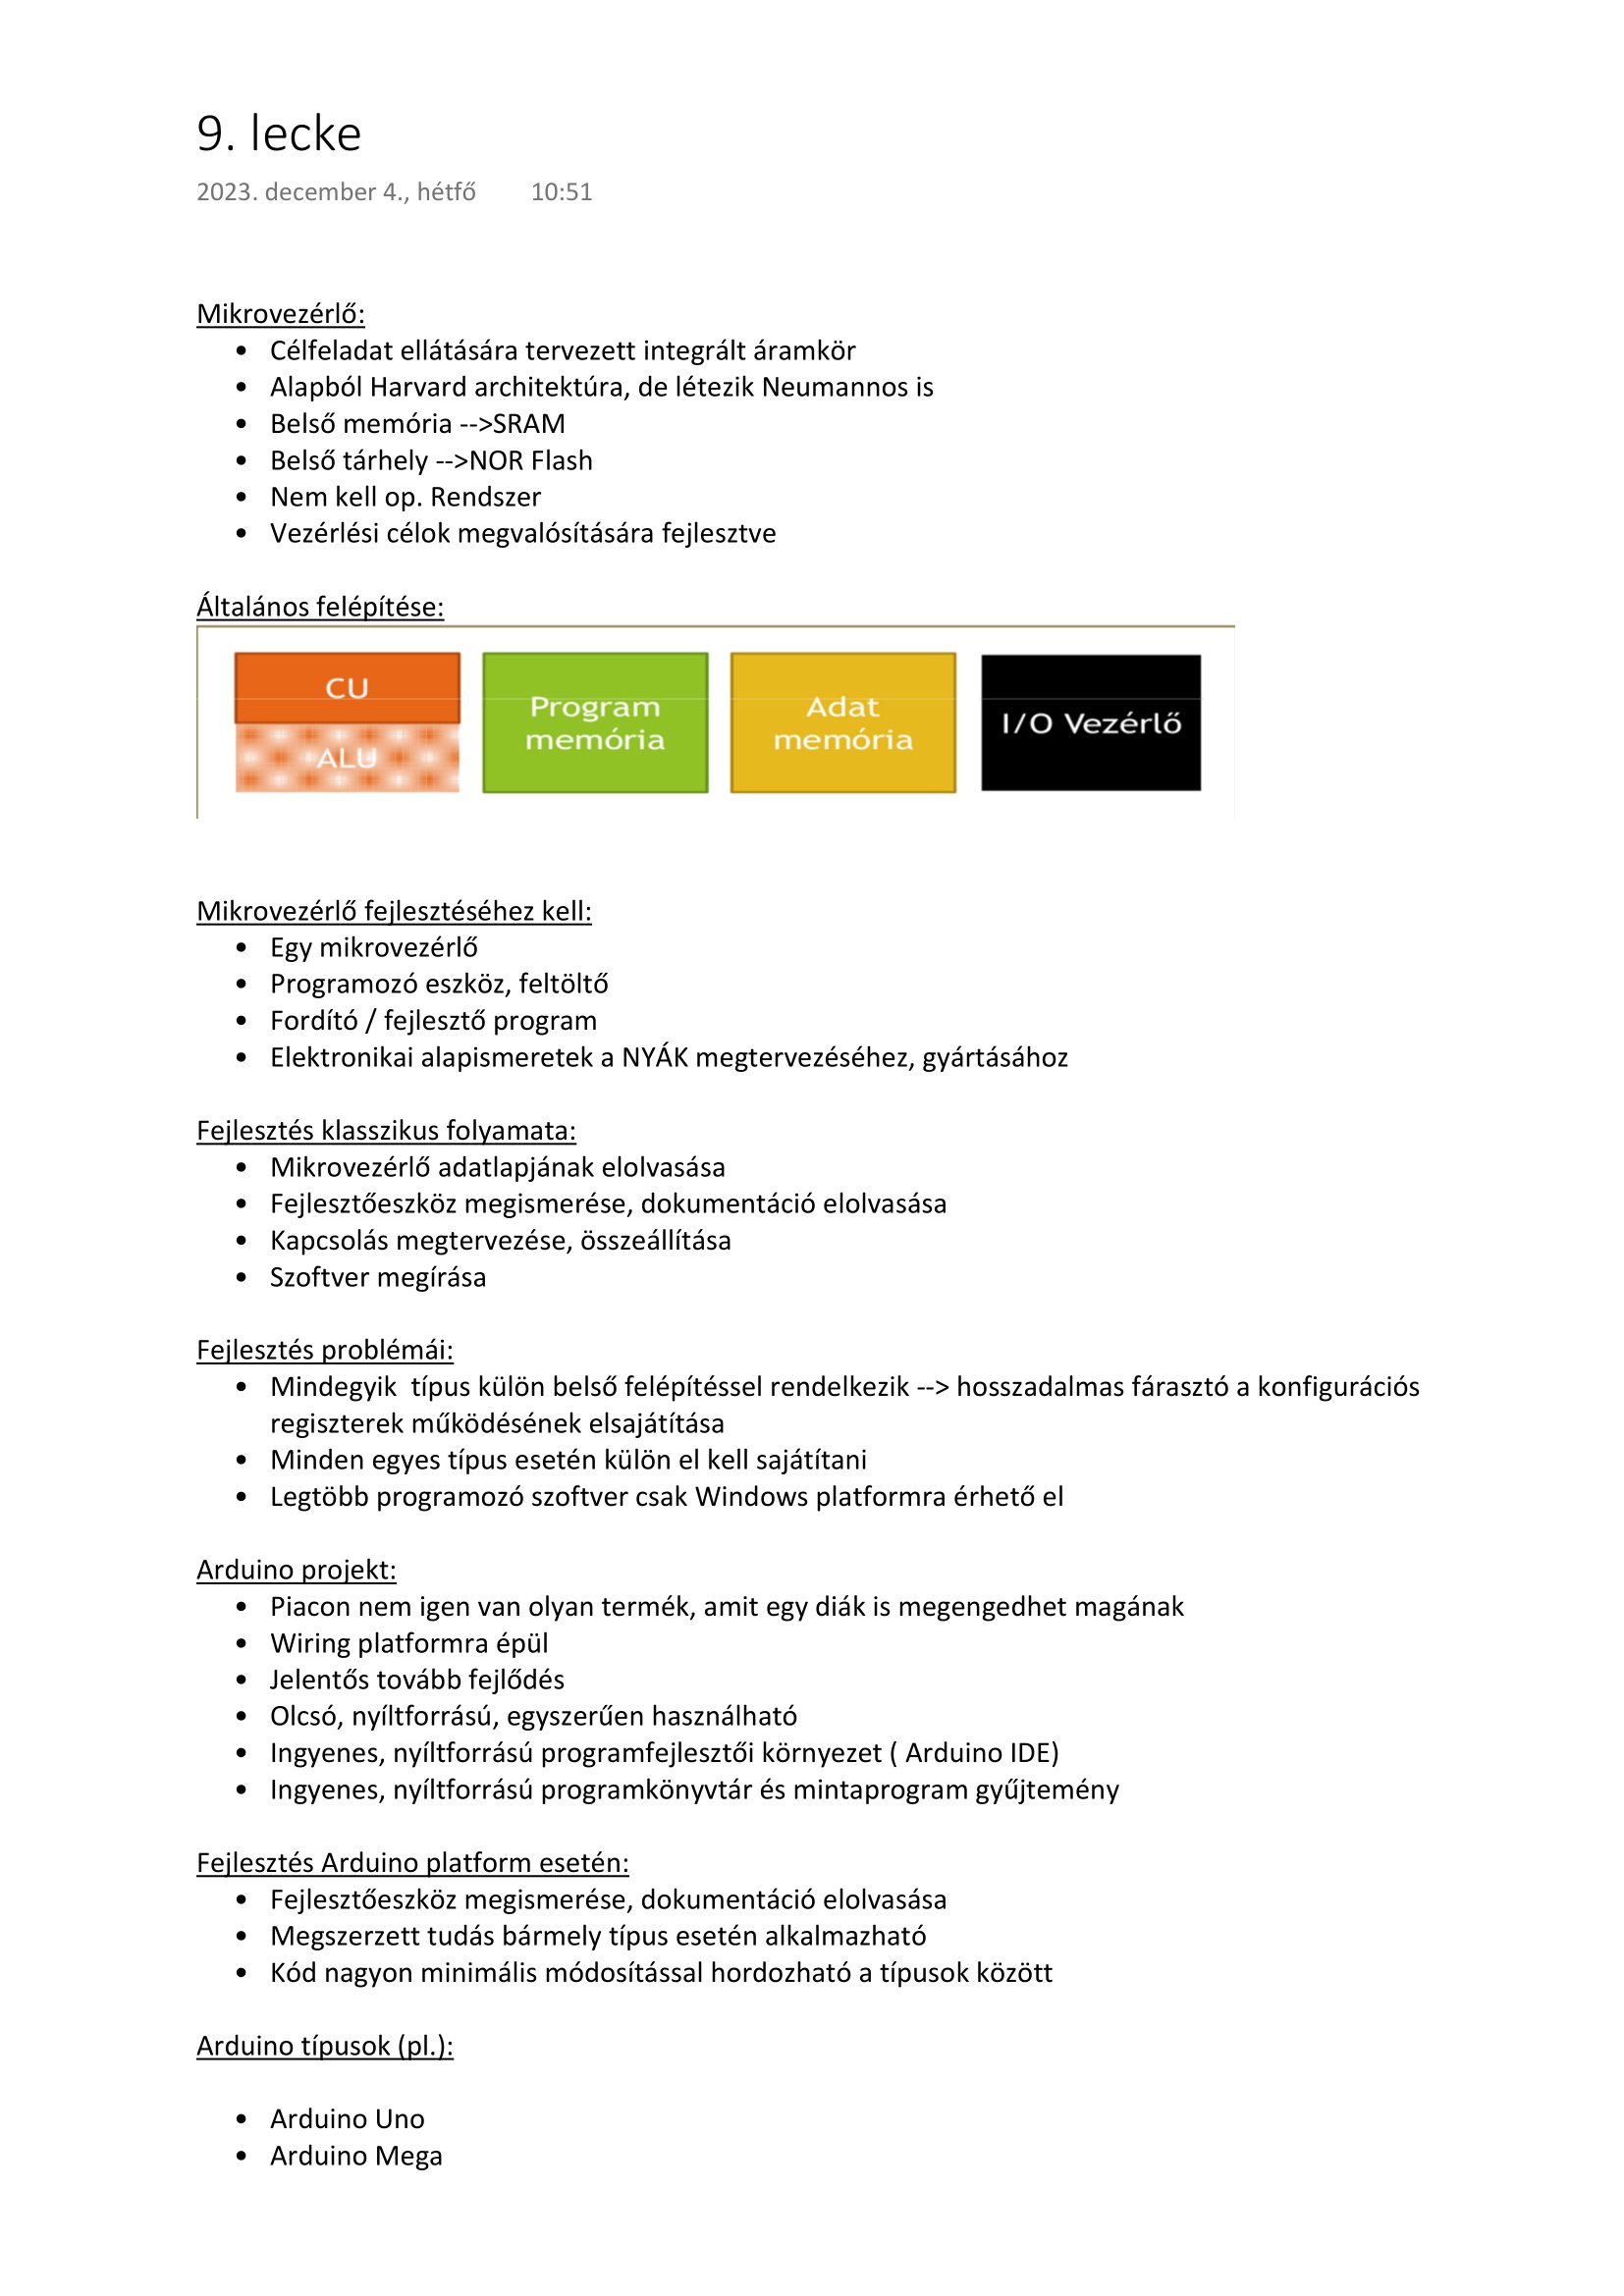 9. lecke
2023. december 4., hétfő 10:51
Mikrovezérlő:
• Célfeladat ellátására tervezett integrált áramkör
• Alapból Harvard architektúra, de létezik Neumannos is
• Belső memória -->SRAM
• Belső tárhely -->NOR Flash
• Nem kell op. Rendszer
• Vezérlési célok megvalósítására fejlesztve
Általános felépítése:
CU
ALU
Program
memória
Adat
memória
I/O Vezérlő
Mikrovezérlő fejlesztéséhez kell:
• Egy mikrovezérlő
• Programozó eszköz, feltöltő
• Fordító / fejlesztő program
• Elektronikai alapismeretek a NYÁK megtervezéséhez, gyártásához
Fejlesztés klasszikus folyamata:
• Mikrovezérlő adatlapjának elolvasása
• Fejlesztőeszköz megismerése, dokumentáció elolvasása
• Kapcsolás megtervezése, összeállítása
• Szoftver megírása
Fejlesztés problémái:
• Mindegyik  típus külön belső felépítéssel rendelkezik --> hosszadalmas fárasztó a konfigurációs
regiszterek működésének elsajátítása
• Minden egyes típus esetén külön el kell sajátítani
• Legtöbb programozó szoftver csak Windows platformra érhető el
Arduino projekt:
• Piacon nem igen van olyan termék, amit egy diák is megengedhet magának
• Wiring platformra épül
• Jelentős tovább fejlődés
• Olcsó, nyíltforrású, egyszerűen használható
• Ingyenes, nyíltforrású programfejlesztői környezet ( Arduino IDE)
• Ingyenes, nyíltforrású programkönyvtár és mintaprogram gyűjtemény
Fejlesztés Arduino platform esetén:
• Fejlesztőeszköz megismerése, dokumentáció elolvasása
• Megszerzett tudás bármely típus esetén alkalmazható
• Kód nagyon minimális módosítással hordozható a típusok között
Arduino típusok (pl.):
• Arduino Uno
• Arduino Mega